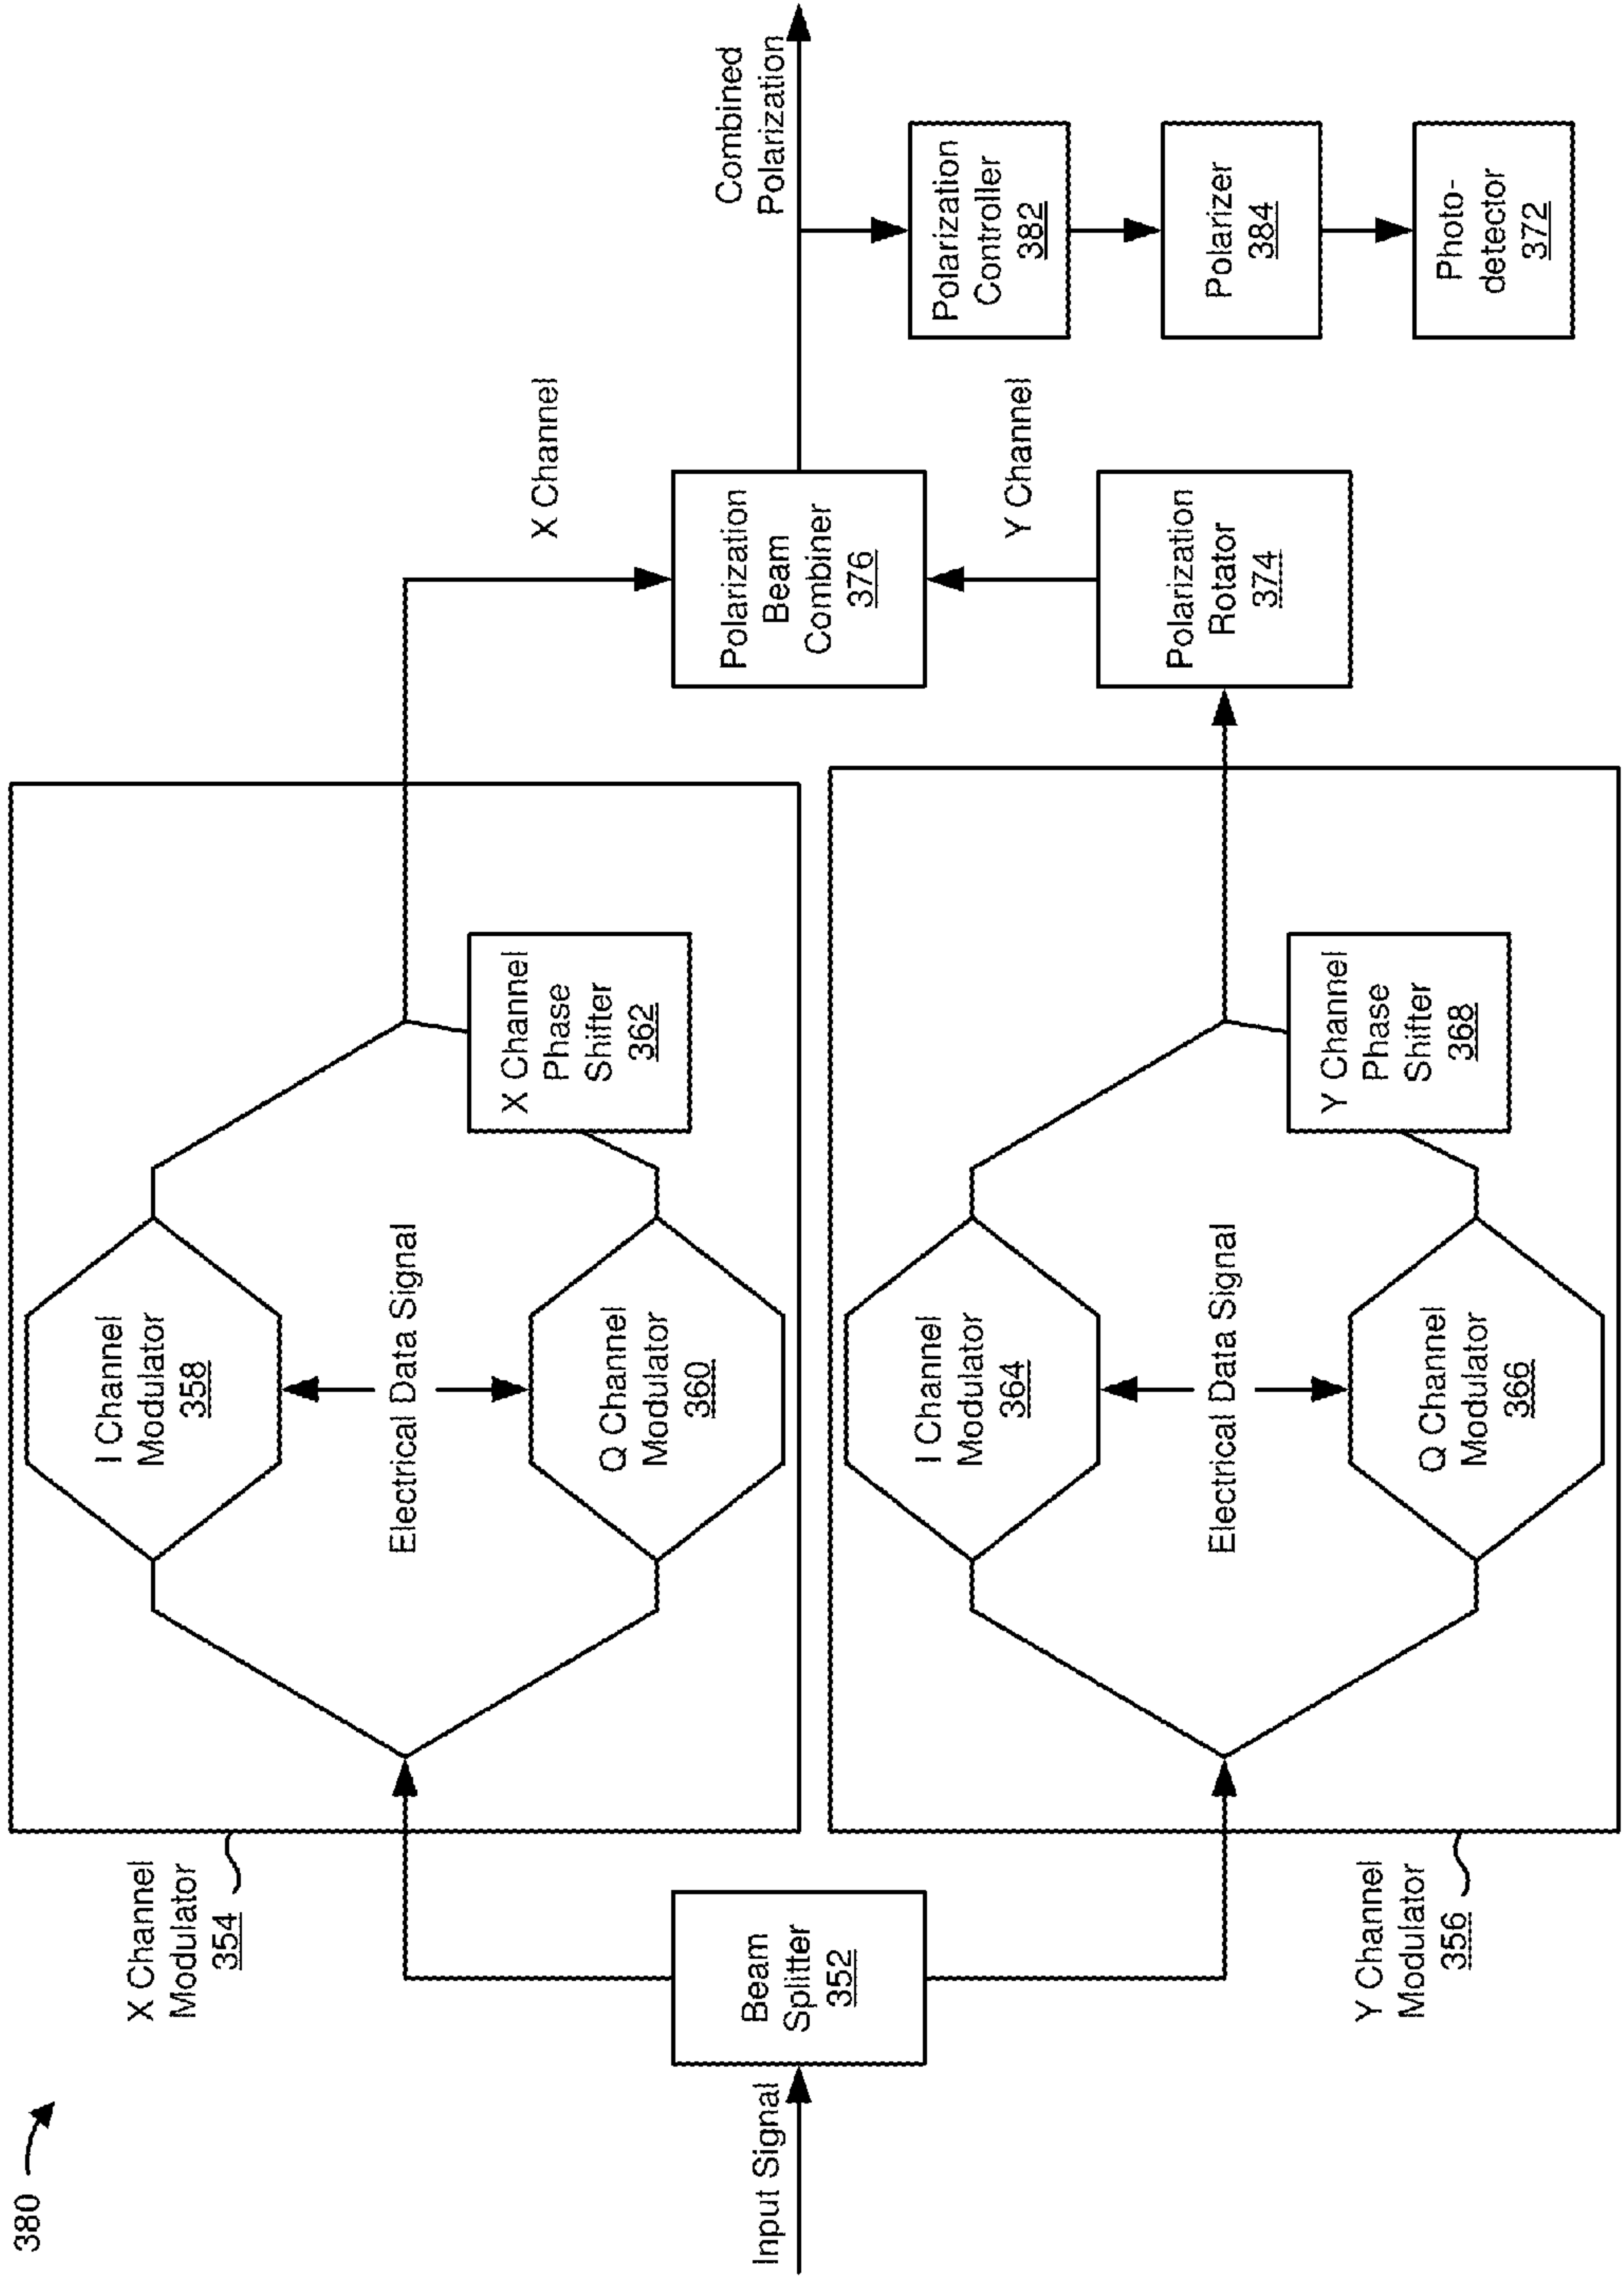 380
Input Signal
Beam
Splitter
352
X Channel
Modulator
354
Y Channel
Modulator
356
I Channel
Modulator
358
Electrical Data Signal
Q Channel
Modulator
360
X Channel
Phase
Shifter
362
I Channel
Modulator
364
Electrical Data Signal
Q Channel
Modulator
366
Y Channel
Phase
Shifter
368
X Channel
Polarization
Beam
Combiner
376
Y Channel
Polarization
Rotator
374
Combined
Polarization
Polarization
Controller
382
Polarizer
384
Photo-
detector
372